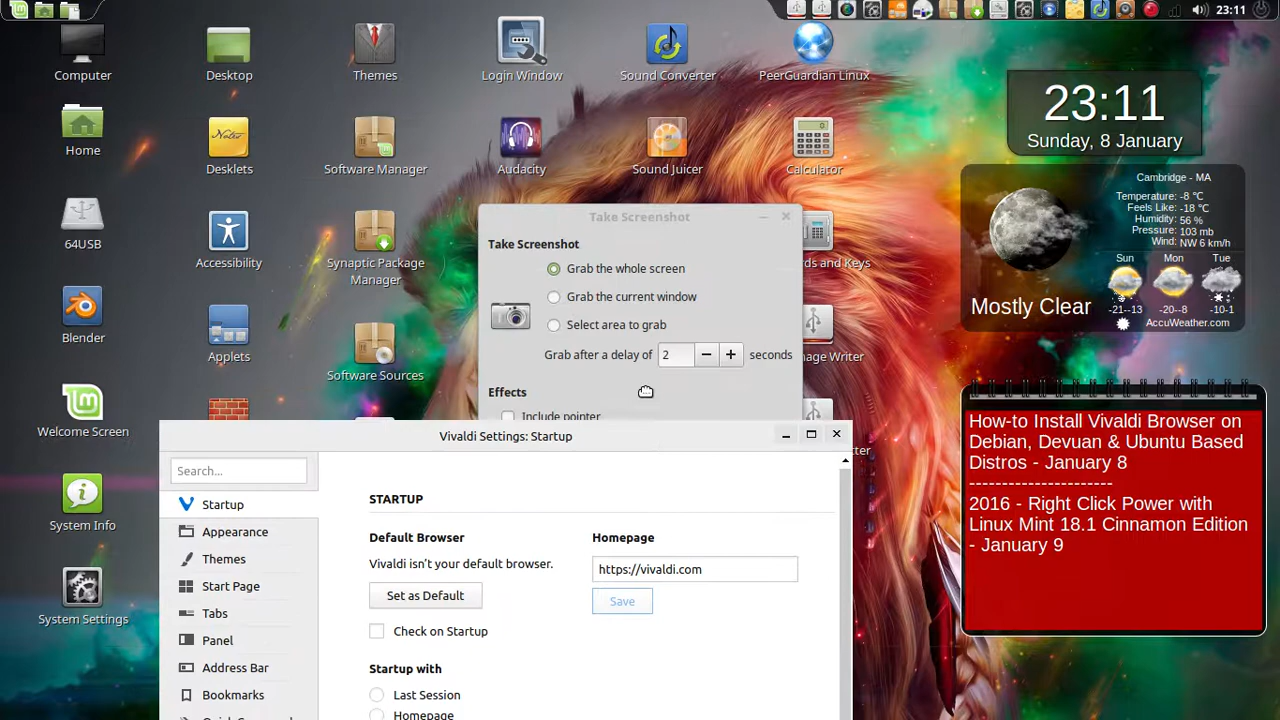 23:11
Computer
Desktop
Themes
Login Window
Sound Converter
PeerGuardian Linux
Home
Notes
Desklets
Software Manager
Audacity
Sound Juicer
Calculator
64USB
Accessibility
Synaptic Package
Manager
Blender
Applets
Software Sources
Welcome Screen
System Info
System Settings
Take Screenshot
Take Screenshot
Grab the whole screen
Grab the current window
Select area to grab
Grab after a delay of 2 seconds
Effects
Include pointer
Vivaldi Settings: Startup
Search...
Startup
Appearance
Themes
Start Page
Tabs
Panel
Address Bar
Bookmarks
STARTUP
Default Browser
Vivaldi isn't your default browser.
Set as Default
Check on Startup
Startup with
Last Session
Homepage
Homepage
https://vivaldi.com
Save
23:11
Sunday, 8 January
Cambridge - MA
Temperature: -8 °C
Feels Like: -18 °C
Humidity: 56 %
Pressure: 103 mb
Wind: NW 6 km/h
Mostly Clear
Sun Mon Tue
-21--13 -20--8 -10-1
AccuWeather.com
How-to Install Vivaldi Browser on
Debian, Devuan & Ubuntu Based
Distros - January 8
----------------------
2016 - Right Click Power with
Linux Mint 18.1 Cinnamon Edition
- January 9